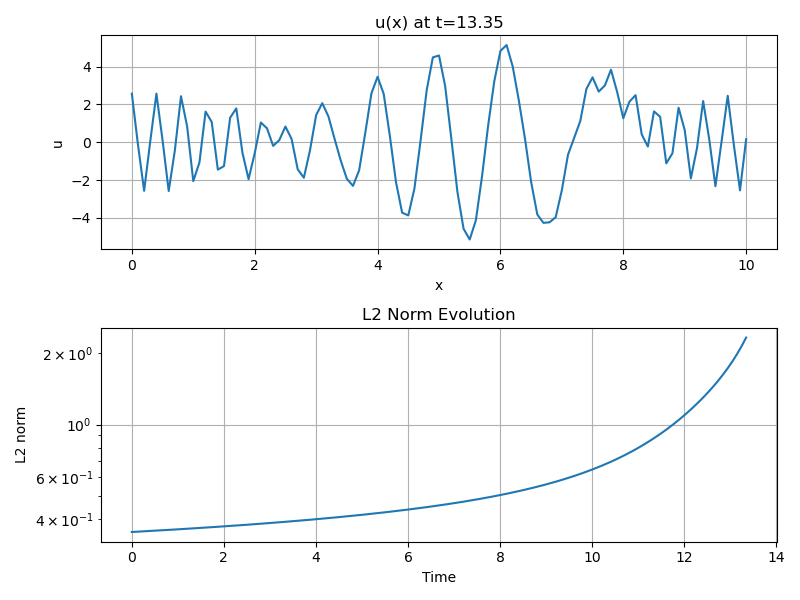 u(x) at t=13.35
u
4
2
0
−2
−4
0 2 4 6 8 10
x
L2 Norm Evolution
L2 norm
2 × 10⁰
10⁰
6 × 10⁻¹
4 × 10⁻¹
0 2 4 6 8 10 12 14
Time